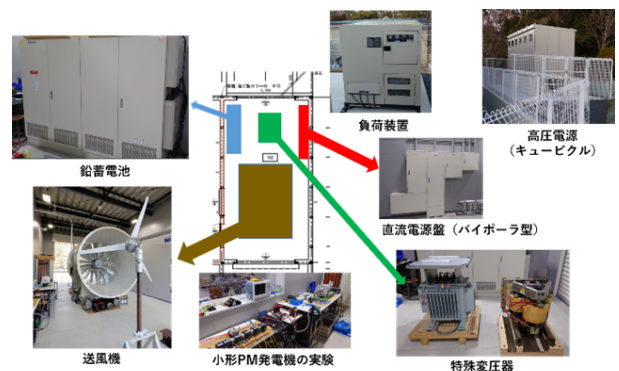 負荷装置
高圧電源
（キュービクル）
鉛蓄電池
直流電源盤（バイポーラ型）
送風機
小形PM発電機の実験
特殊変圧器